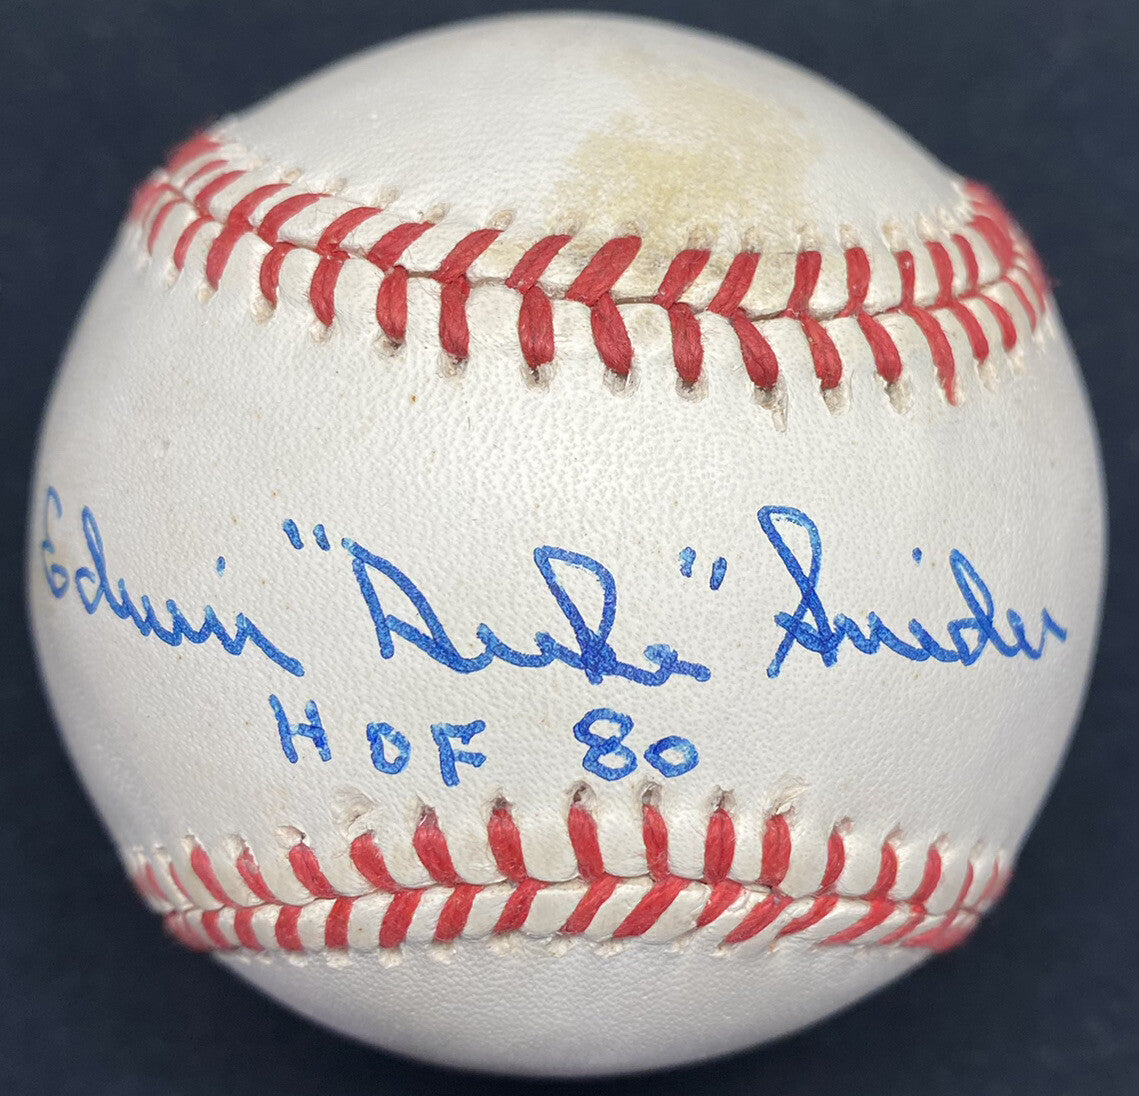 Edwin "Duke" Snider
HOF 80